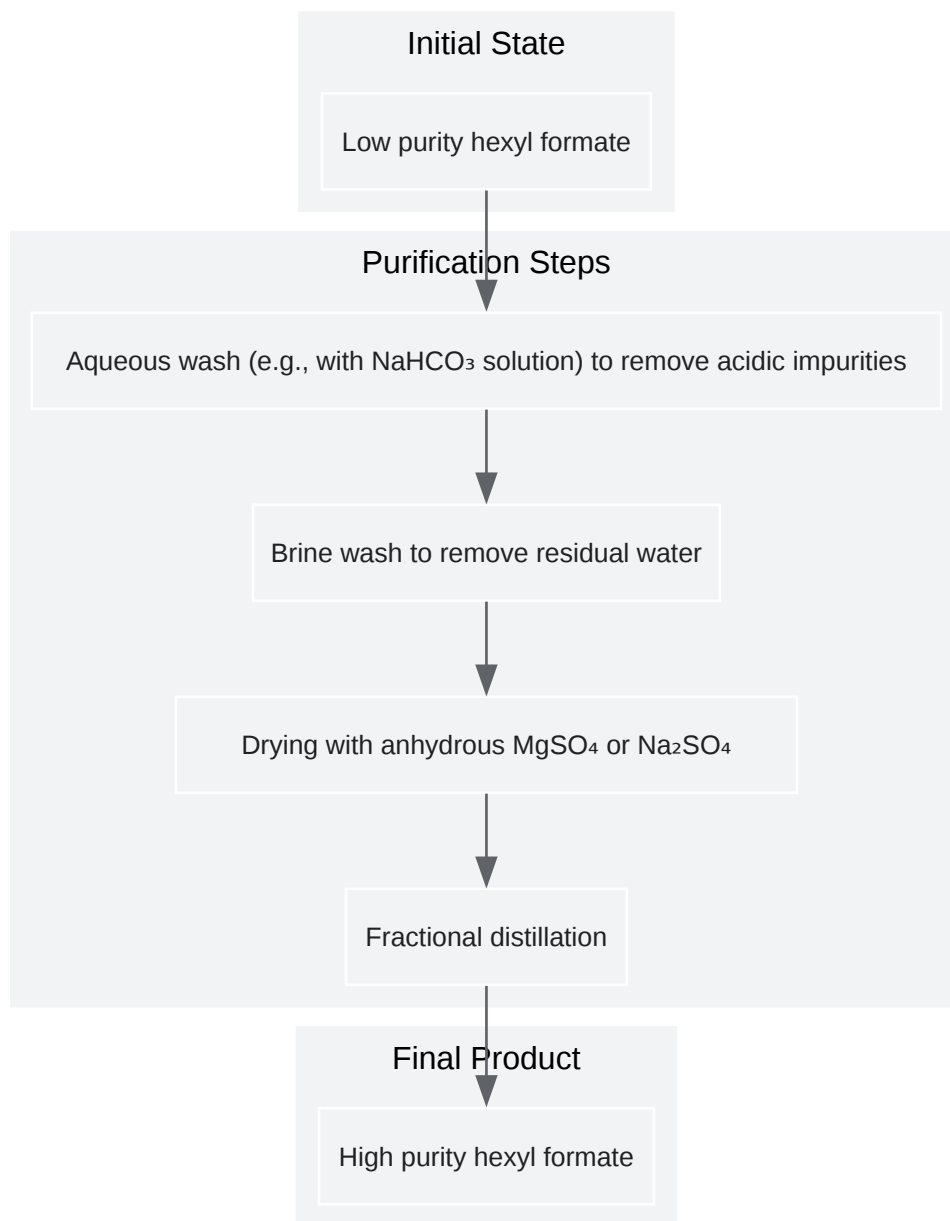 Initial State
Low purity hexyl formate
Purification Steps
Aqueous wash (e.g., with NaHCO₃ solution) to remove acidic impurities
Brine wash to remove residual water
Drying with anhydrous MgSO₄ or Na₂SO₄
Fractional distillation
Final Product
High purity hexyl formate